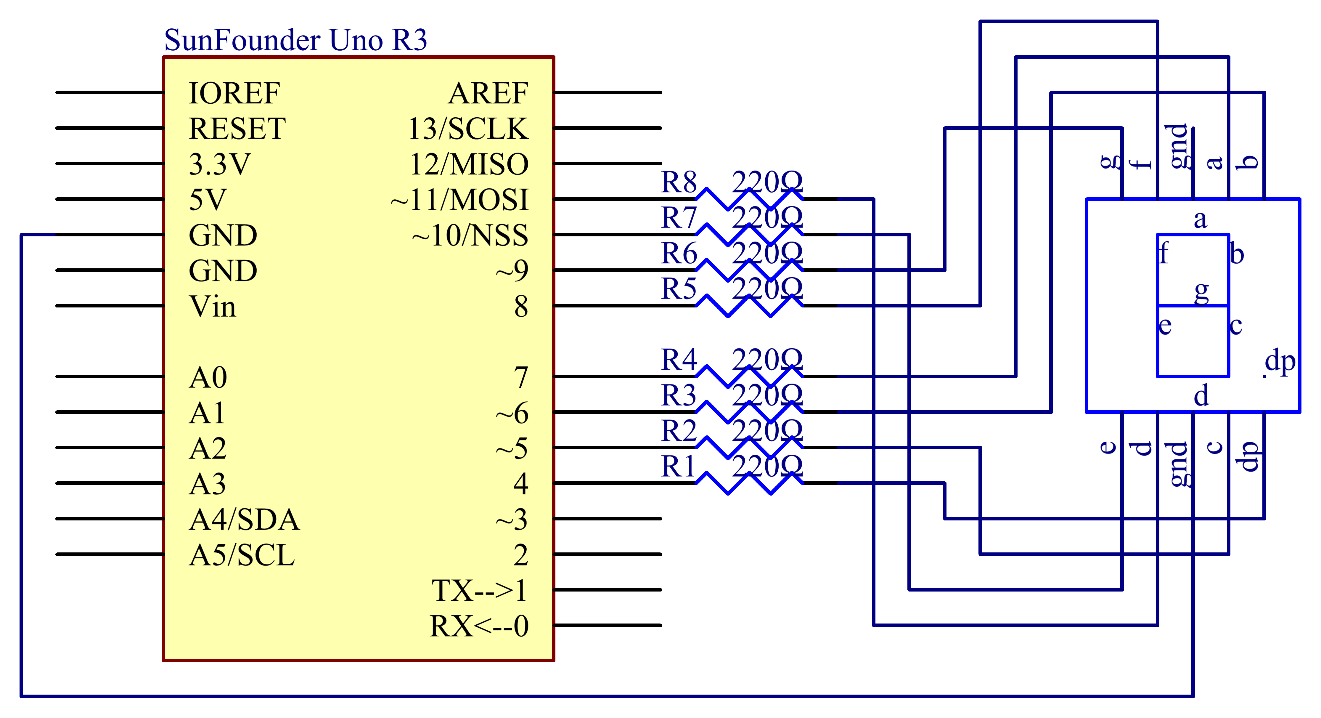 SunFounder Uno R3
IOREF
RESET
3.3V
5V
GND
GND
Vin
A0
A1
A2
A3
A4/SDA
A5/SCL
AREF
13/SCLK
12/MISO
~11/MOSI
~10/NSS
~9
8
7
~6
~5
4
~3
2
TX-->1
RX<--0
R8 220Ω
R7 220Ω
R6 220Ω
R5 220Ω
R4 220Ω
R3 220Ω
R2 220Ω
R1 220Ω
g f gnd a b
a
f b
g
e c
dp
d
e d gnd c dp